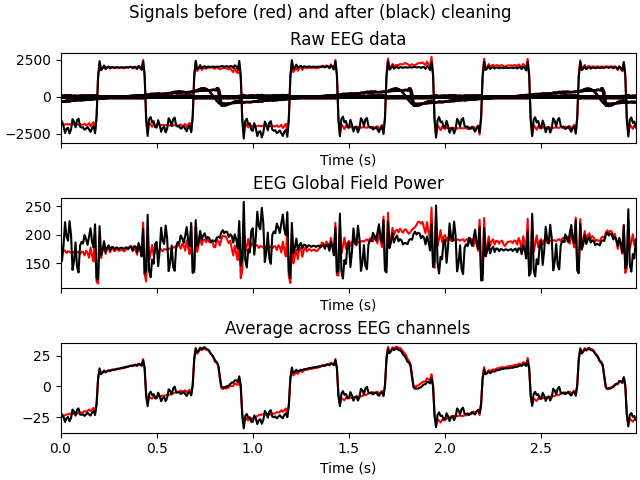 Signals before (red) and after (black) cleaning
Raw EEG data
2500
0
−2500
Time (s)
EEG Global Field Power
250
200
150
Time (s)
Average across EEG channels
25
0
−25
0.0 0.5 1.0 1.5 2.0 2.5
Time (s)